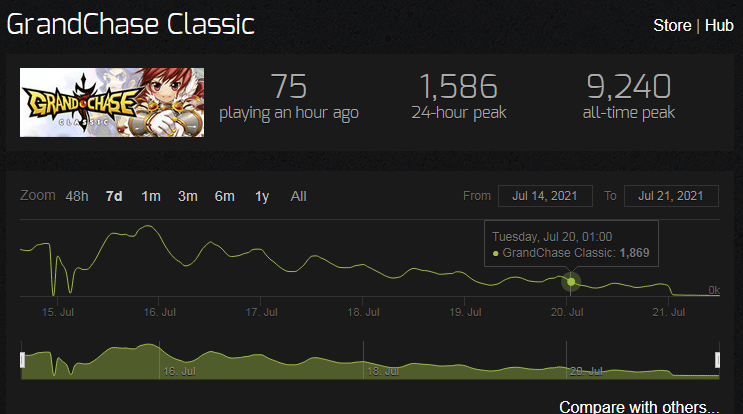 GrandChase Classic
Store | Hub
GRAND CHASE
CLASSIC
75
playing an hour ago
1,586
24-hour peak
9,240
all-time peak
Zoom 48h 7d 1m 3m 6m 1y All
From Jul 14, 2021 To Jul 21, 2021
Tuesday, Jul 20, 01:00
● GrandChase Classic: 1,869
0k
15. Jul 16. Jul 17. Jul 18. Jul 19. Jul 20. Jul 21. Jul
16. Jul 18. Jul 20. Jul
Compare with others...